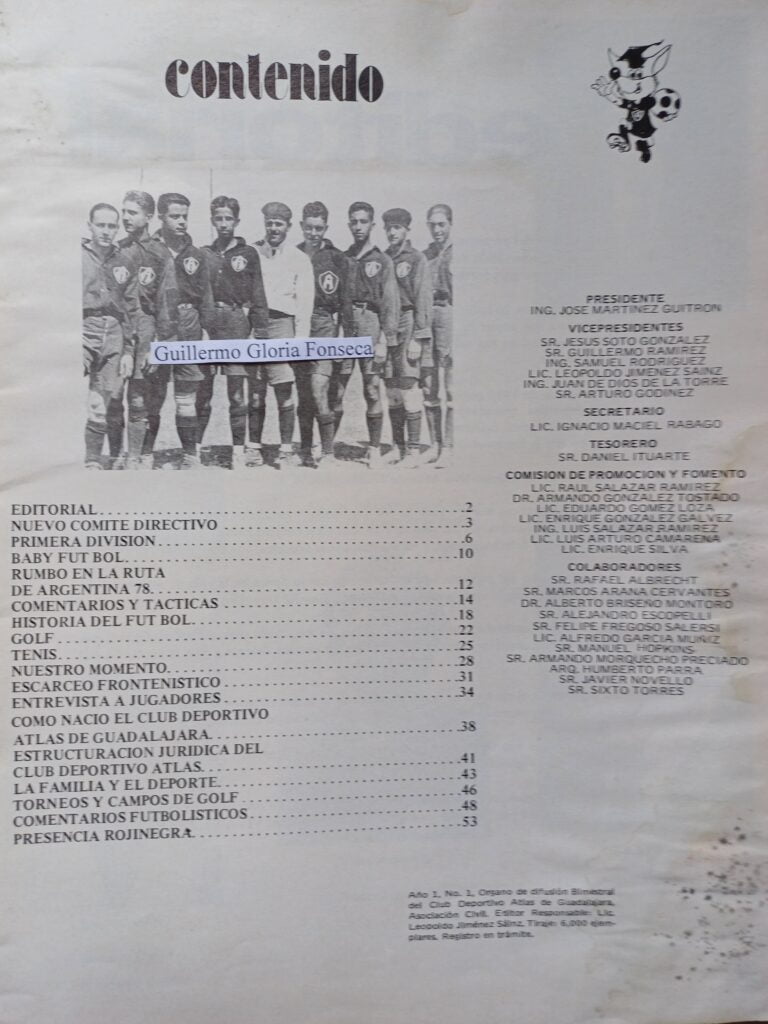 contenido
Guillermo Gloria Fonseca
EDITORIAL 2
NUEVO COMITE DIRECTIVO 3
PRIMERA DIVISION 6
BABY FUT BOL 10
RUMBO EN LA RUTA
DE ARGENTINA 78 12
COMENTARIOS Y TACTICAS 14
HISTORIA DEL FUT BOL 18
GOLF 22
TENIS 25
NUESTRO MOMENTO 28
ESCARCEO FRONTENISTICO 31
ENTREVISTA A JUGADORES 34
COMO NACIO EL CLUB DEPORTIVO
ATLAS DE GUADALAJARA 38
ESTRUCTURACION JURIDICA DEL
CLUB DEPORTIVO ATLAS 41
LA FAMILIA Y EL DEPORTE 43
TORNEOS Y CAMPOS DE GOLF 46
COMENTARIOS FUTBOLISTICOS 48
PRESENCIA ROJINEGRA 53
PRESIDENTE
ING. JOSE MARTINEZ GUITRON
VICEPRESIDENTES
SR. JESUS SOTO GONZALEZ
SR. GUILLERMO RAMIREZ
ING. SAMUEL RODRIGUEZ
LIC. LEOPOLDO JIMENEZ SAINZ
ING. JUAN DE DIOS DE LA TORRE
SR. ARTURO GODINEZ
SECRETARIO
LIC. IGNACIO MACIEL RABAGO
TESORERO
SR. DANIEL ITUARTE
COMISION DE PROMOCION Y FOMENTO
LIC. RAUL SALAZAR RAMIREZ
DR. ARMANDO GONZALEZ TOSTADO
LIC. EDUARDO GOMEZ LOZA
LIC. ENRIQUE GONZALEZ GALVEZ
ING. LUIS SALAZAR RAMIREZ
LIC. LUIS ARTURO CAMARENA
LIC. ENRIQUE SILVA
COLABORADORES
SR. RAFAEL ALBRECHT
SR. MARCOS ARANA CERVANTES
DR. ALBERTO BRISEÑO MONTORO
SR. ALEJANDRO ESCOPELLI
SR. FELIPE FREGOSO SALERSI
LIC. ALFREDO GARCIA MUÑIZ
SR. MANUEL HOPKINS
SR. ARMANDO MORQUECHO PRECIADO
ARQ. HUMBERTO PARRA
SR. JAVIER NOVELLO
SR. SIXTO TORRES
Año 1, No. 1, Organo de difusión Bimestral
del Club Deportivo Atlas de Guadalajara,
Asociación Civil. Editor Responsable: Lic.
Leopoldo Jiménez Sáinz. Tiraje: 6,000 ejem-
plares. Registro en trámite.